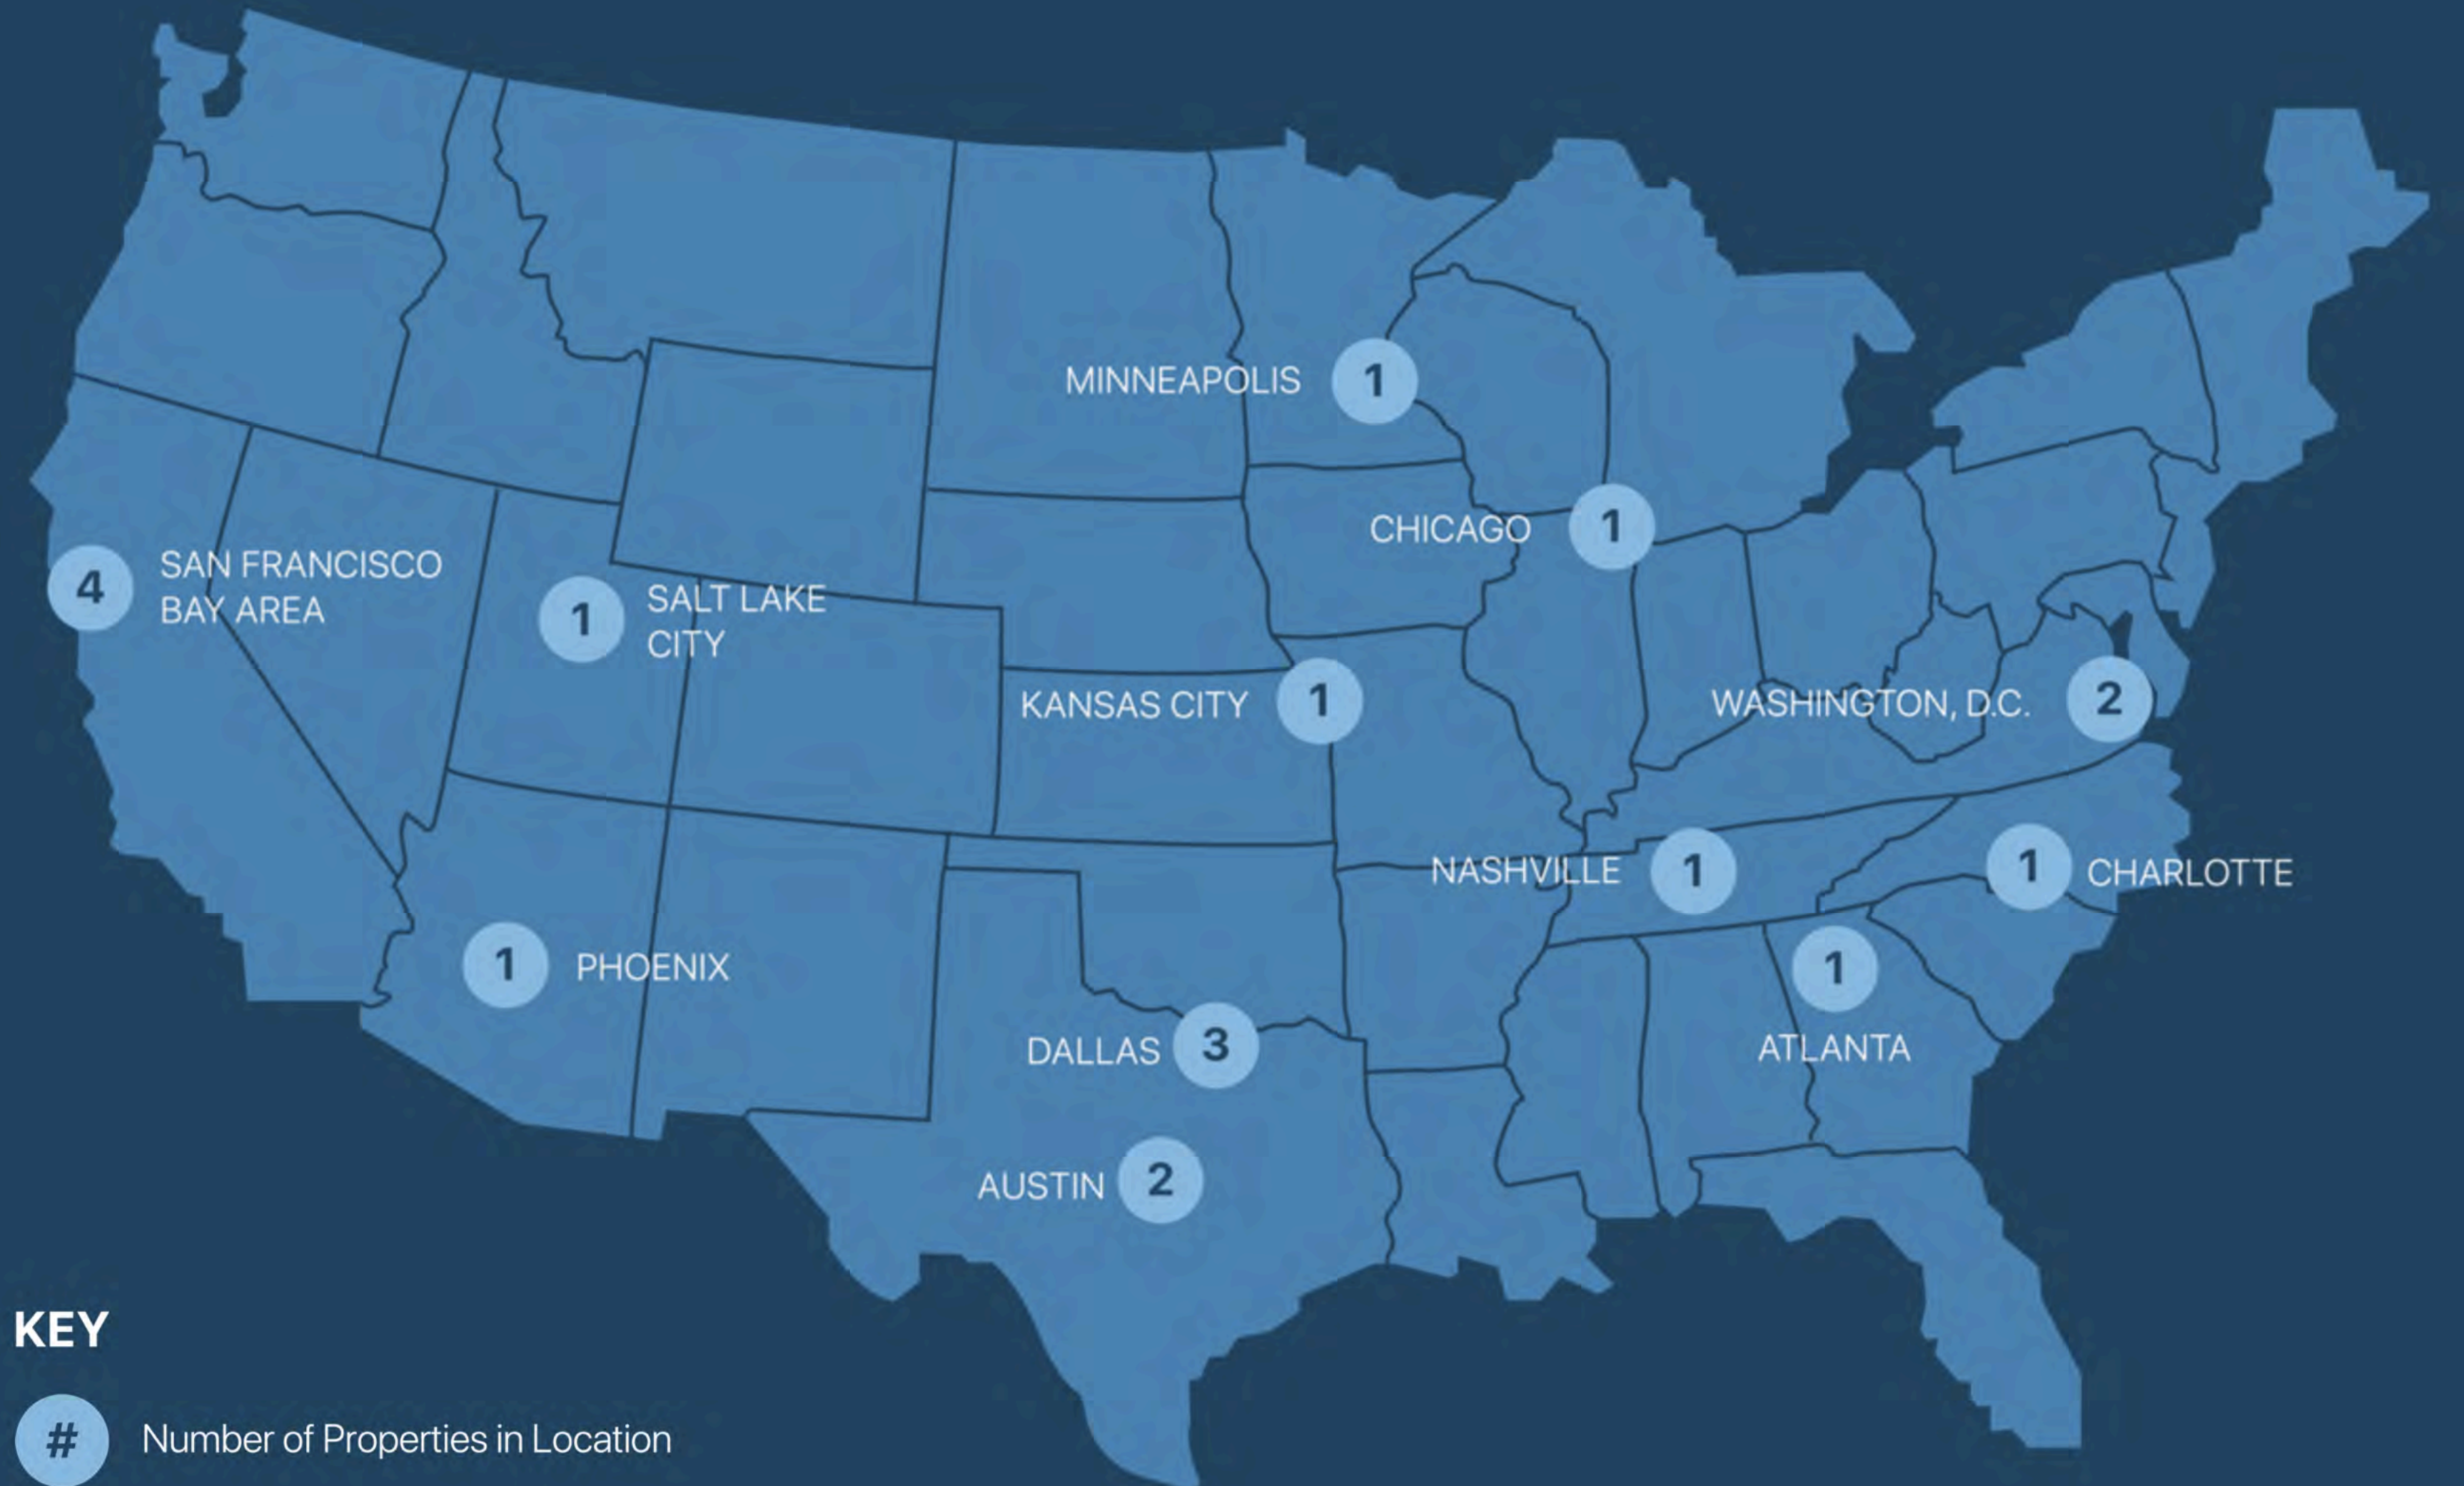 MINNEAPOLIS 1
CHICAGO 1
4 SAN FRANCISCO
BAY AREA
1 SALT LAKE
CITY
KANSAS CITY 1
WASHINGTON, D.C. 2
NASHVILLE 1
1 CHARLOTTE
1 PHOENIX
1
ATLANTA
DALLAS 3
AUSTIN 2
KEY
# Number of Properties in Location